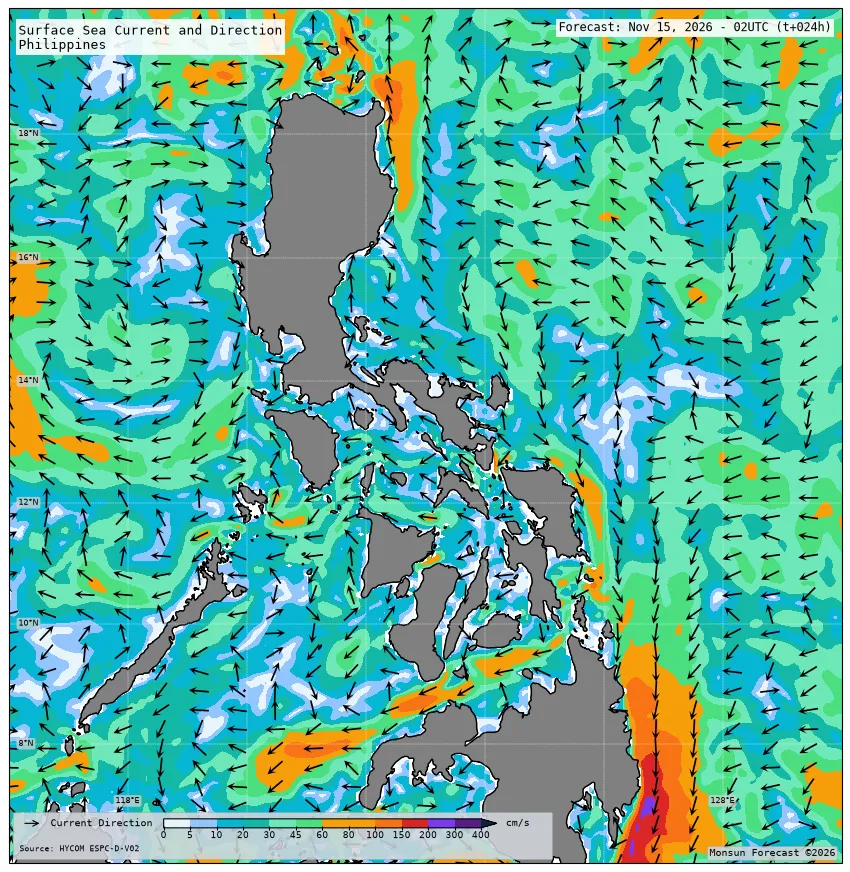 Surface Sea Current and Direction
Philippines
Forecast: Nov 15, 2026 - 02UTC (t+024h)
18°N
16°N
14°N
12°N
10°N
8°N
118°E
128°E
Current Direction
0 5 10 20 30 45 60 80 100 150 200 300 400 cm/s
Source: HYCOM ESPC-D-V02
Monsun Forecast ©2026